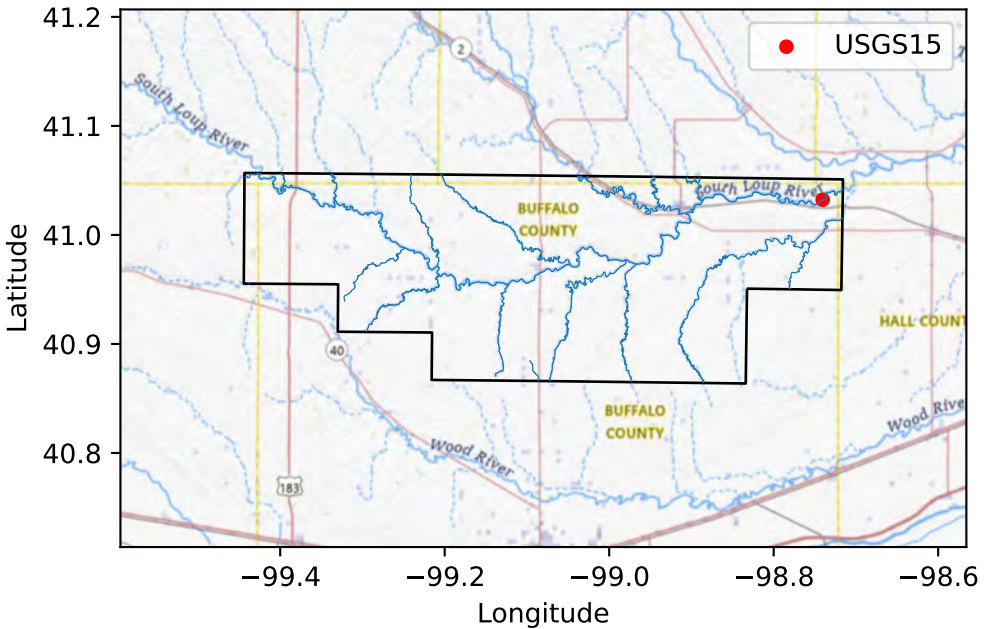 41.2
41.1
41.0
40.9
40.8
Latitude
USGS15
2
South Loup River
South Loup River
BUFFALO
COUNTY
HALL COUNT
40
BUFFALO
COUNTY
Wood River
Wood Rive
183
−99.4
−99.2
−99.0
−98.8
−98.6
Longitude